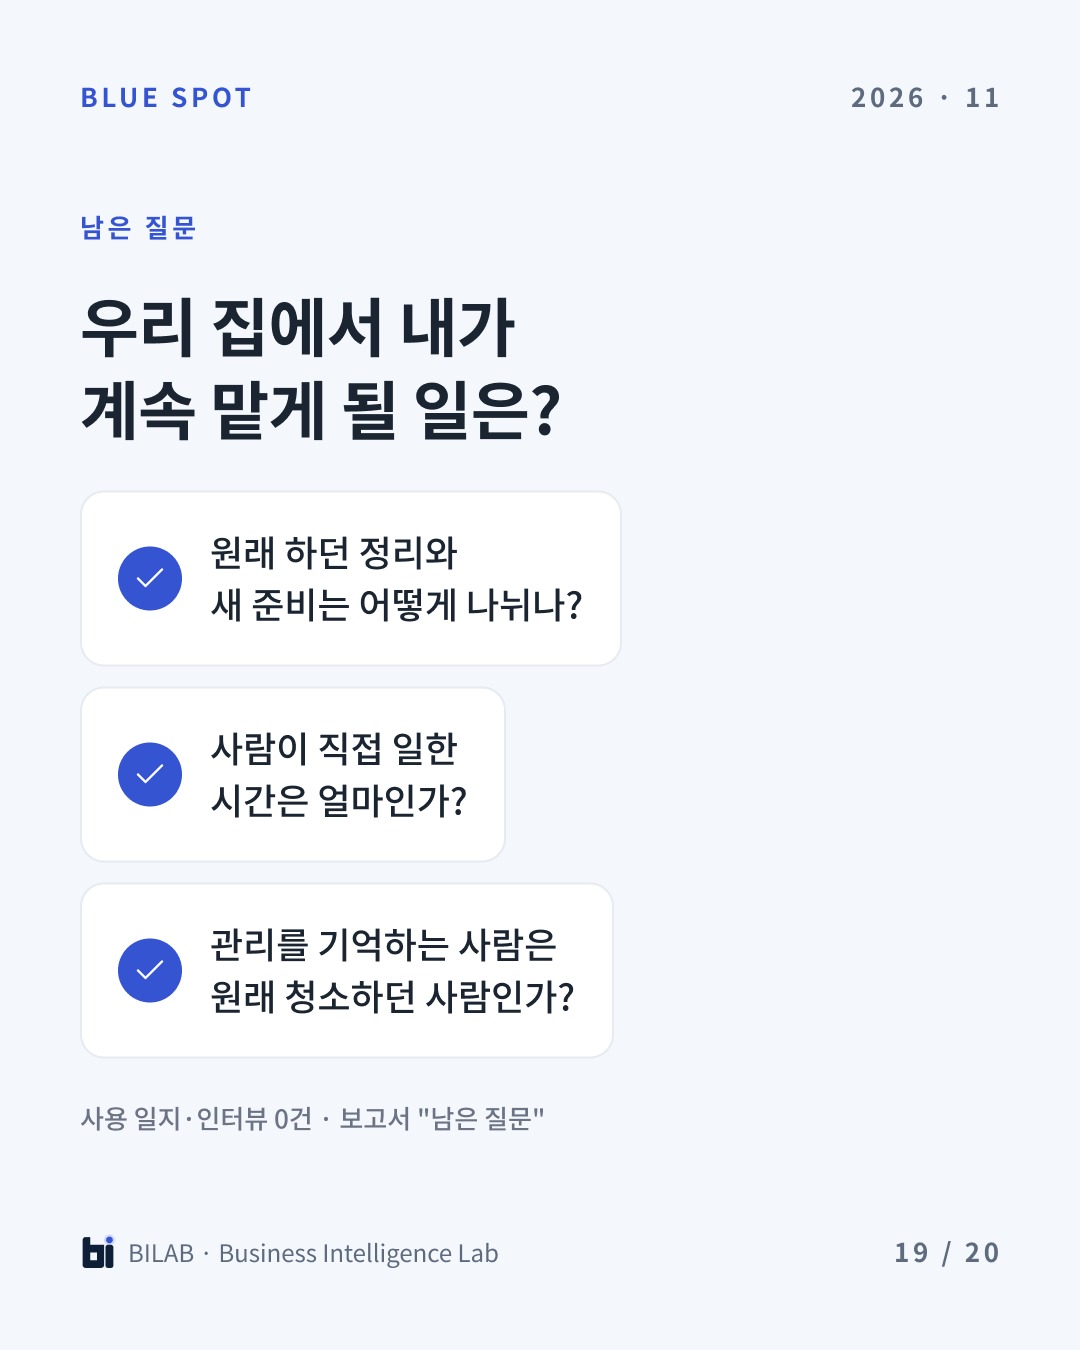 BLUE SPOT
2026 · 11
남은 질문
우리 집에서 내가
계속 맡게 될 일은?
원래 하던 정리와
새 준비는 어떻게 나뉘나?
사람이 직접 일한
시간은 얼마인가?
관리를 기억하는 사람은
원래 청소하던 사람인가?
사용 일지·인터뷰 0건 · 보고서 "남은 질문"
bi BILAB · Business Intelligence Lab
19 / 20